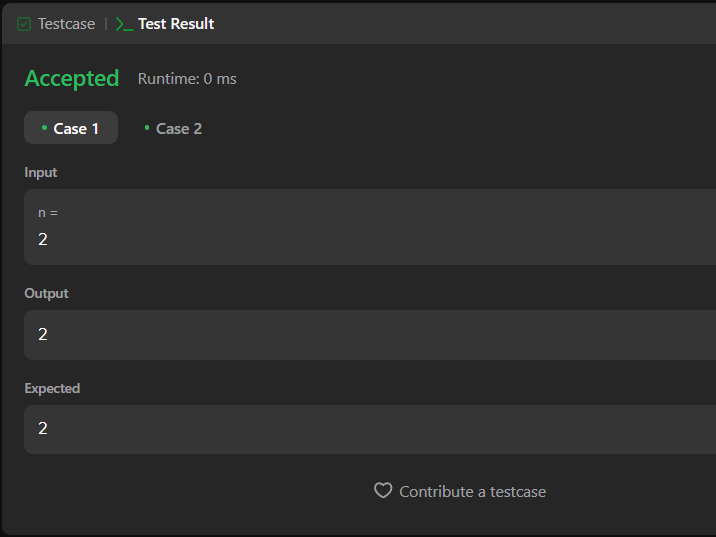 Testcase | >_ Test Result
Accepted Runtime: 0 ms
• Case 1 • Case 2
Input
n =
2
Output
2
Expected
2
Contribute a testcase